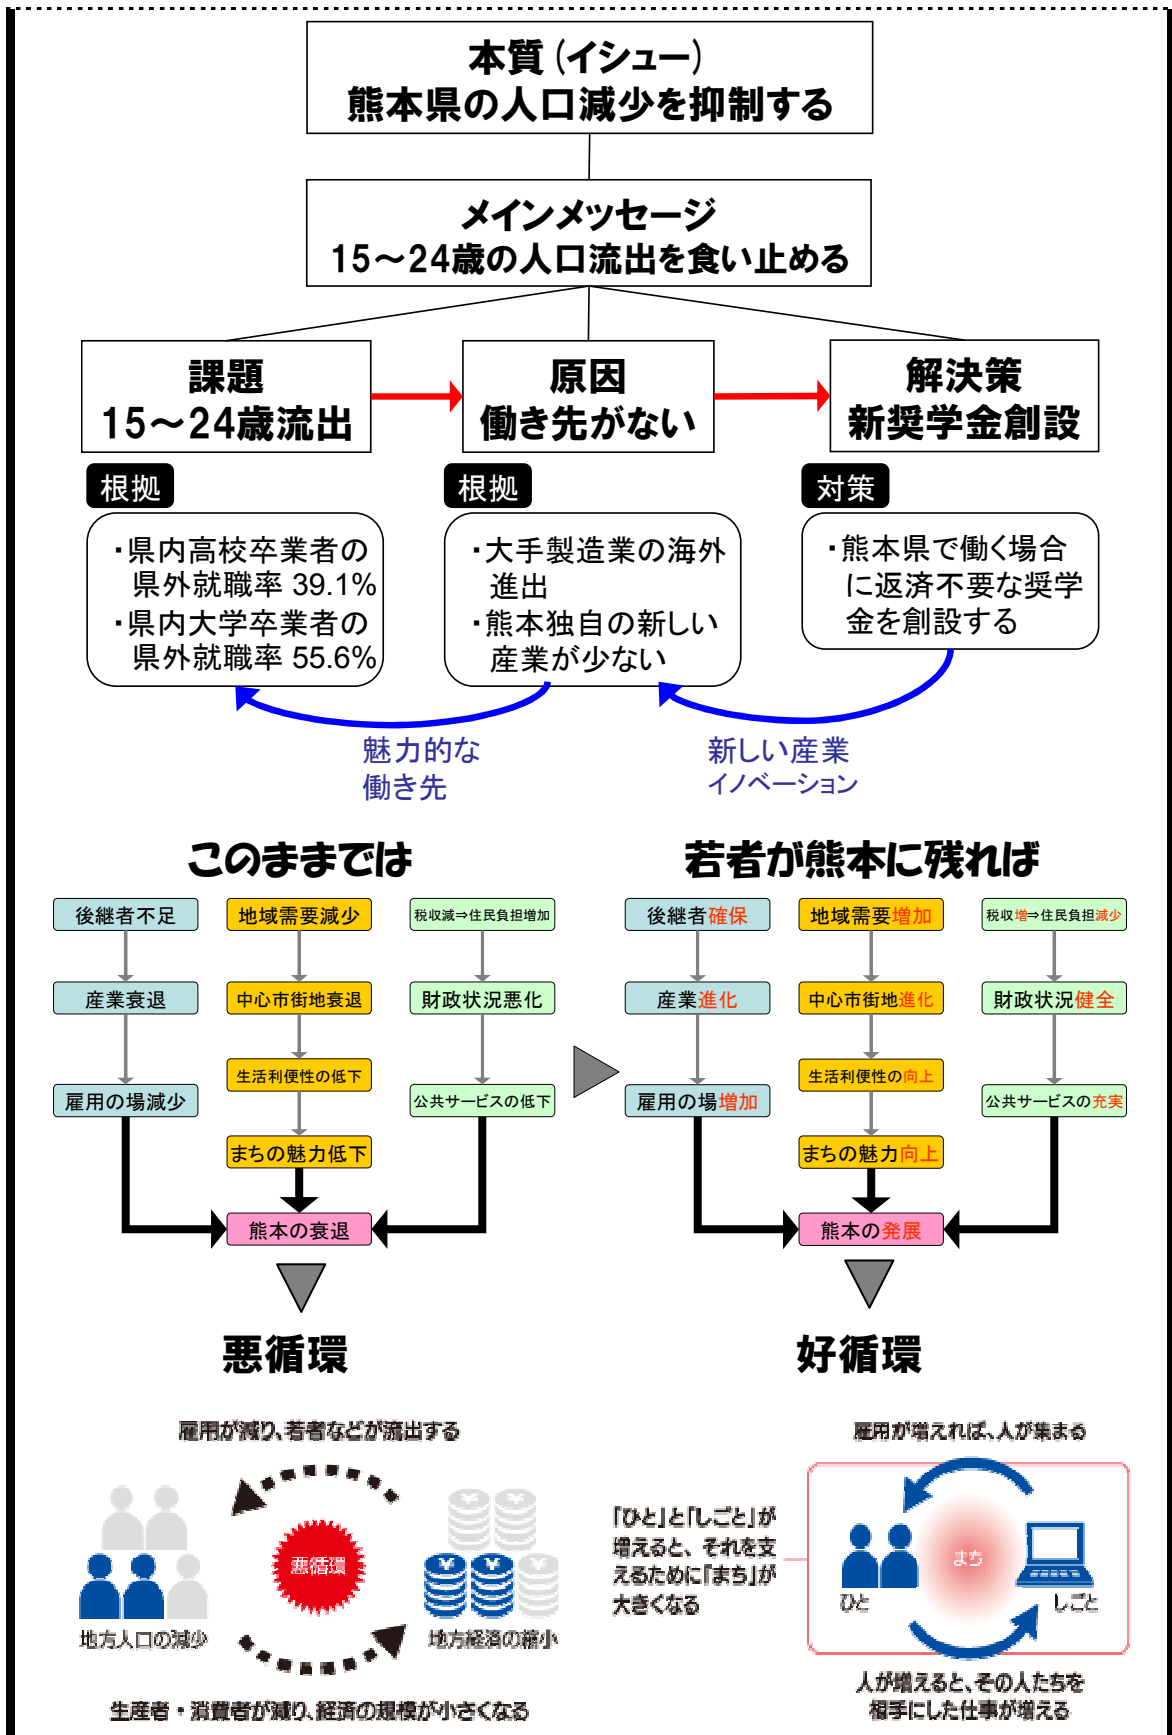 本質(イシュー)
熊本県の人口減少を抑制する
メインメッセージ
15～24歳の人口流出を食い止める
課題
15～24歳流出
原因
働き先がない
解決策
新奨学金創設
根拠
・県内高校卒業者の
県外就職率 39.1%
・県内大学卒業者の
県外就職率 55.6%
根拠
・大手製造業の海外
進出
・熊本独自の新しい
産業が少ない
対策
・熊本県で働く場合
に返済不要な奨学
金を創設する
魅力的な
働き先
新しい産業
イノベーション
このままでは
後継者不足
産業衰退
雇用の場減少
地域需要減少
中心市街地衰退
生活利便性の低下
まちの魅力低下
税収減⇒住民負担増加
財政状況悪化
公共サービスの低下
熊本の衰退
悪循環
若者が熊本に残れば
後継者確保
産業進化
雇用の場増加
地域需要増加
中心市街地進化
生活利便性の向上
まちの魅力向上
税収増⇒住民負担減少
財政状況健全
公共サービスの充実
熊本の発展
好循環
雇用が減り、若者などが流出する
悪循環
¥ ¥
¥ ¥ ¥
地方人口の減少
地方経済の縮小
生産者・消費者が減り、経済の規模が小さくなる
雇用が増えれば、人が集まる
「ひと」と「しごと」が
増えると、それを支
えるために「まち」が
大きくなる
まち
ひと
しごと
人が増えると、その人たちを
相手にした仕事が増える